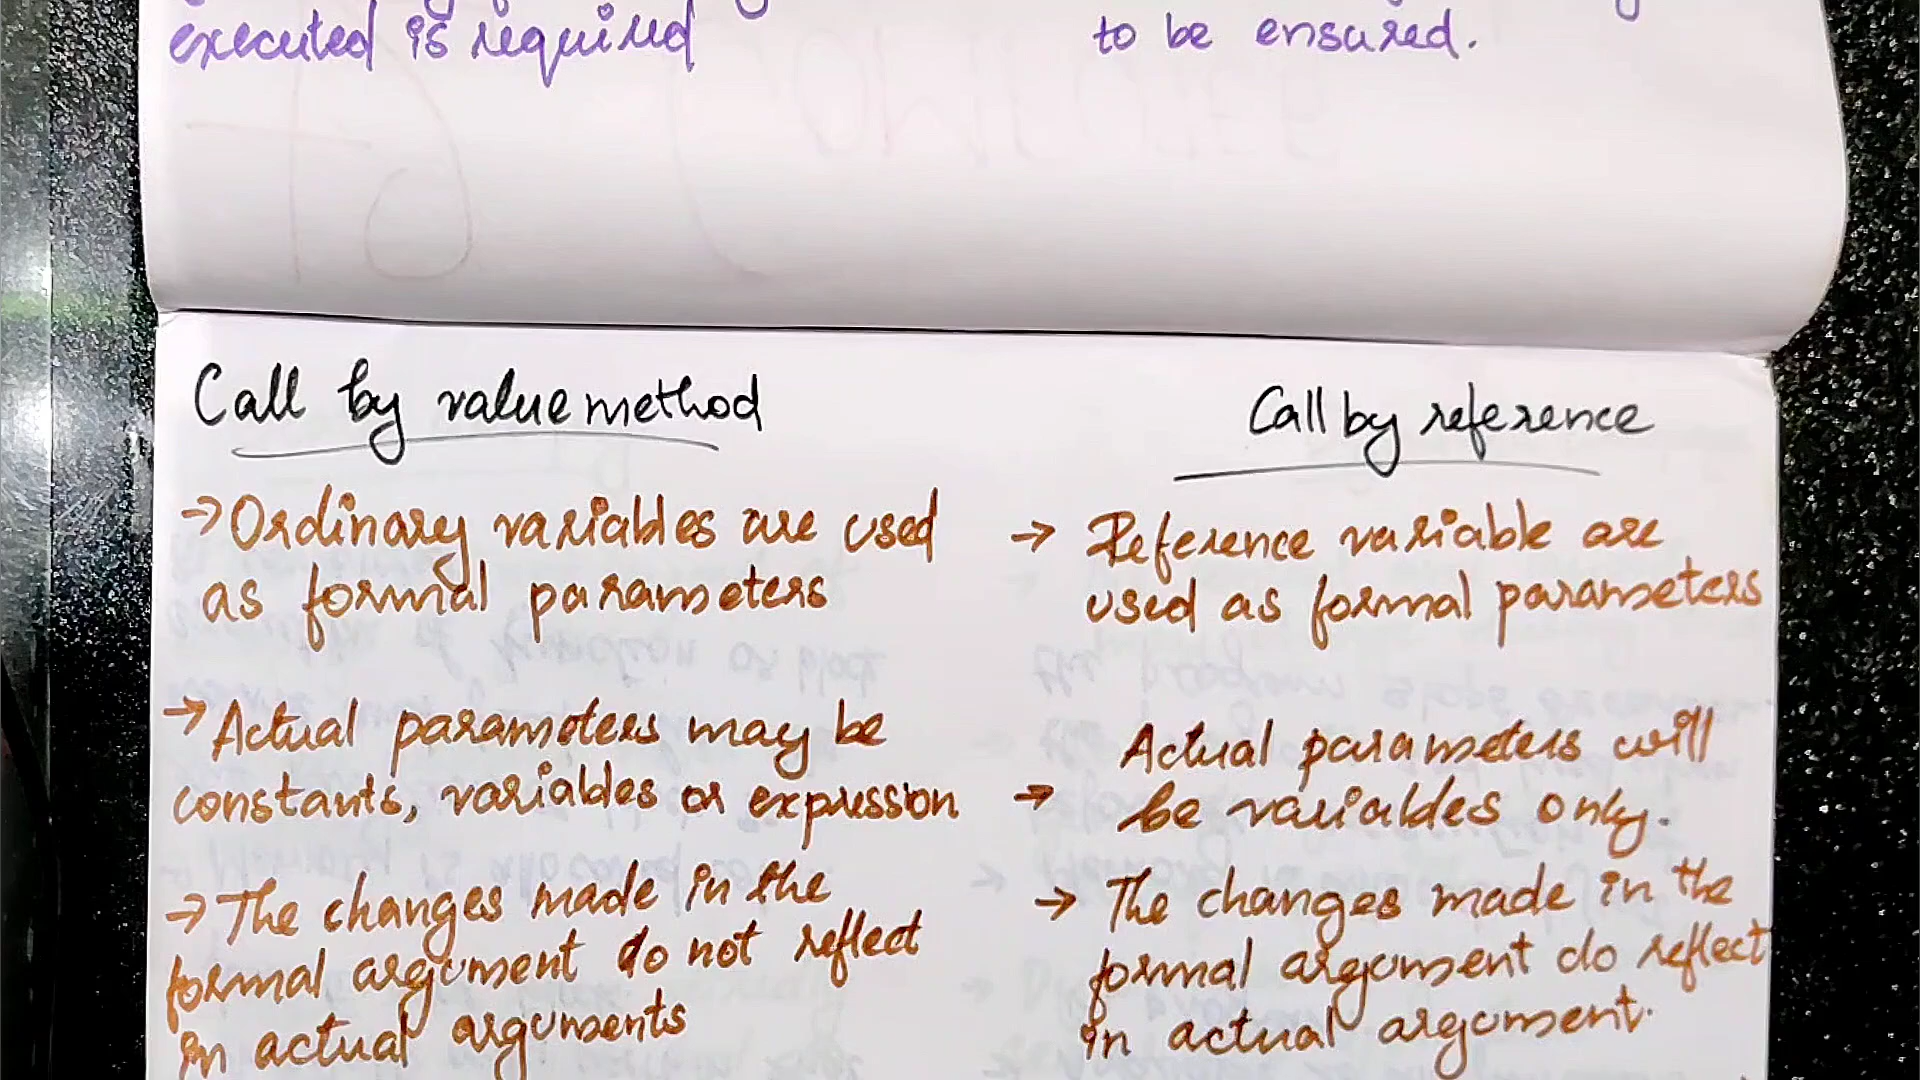 executed is required
to be ensured.
Call by value method
→ Ordinary variables are used
as formal parameters
→ Actual parameters may be
constants, variables or expression
→ The changes made in the
formal argument do not reflect
in actual arguments
Call by reference
→ Reference variable are
used as formal parameters
Actual parameters will
→ be variables only.
→ The changes made in the
formal argument do reflect
in actual argument.